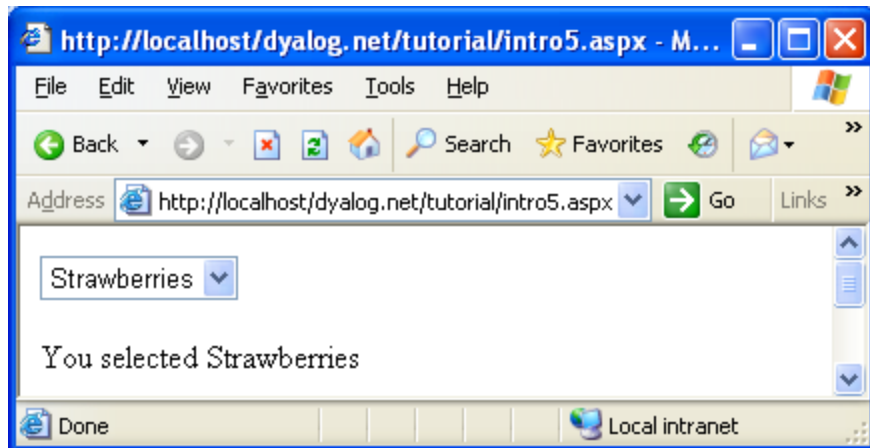 http://localhost/dyalog.net/tutorial/intro5.aspx - M...
File Edit View Favorites Tools Help
Back Search Favorites »
Address http://localhost/dyalog.net/tutorial/intro5.aspx Go Links »
Strawberries
You selected Strawberries
Done Local intranet